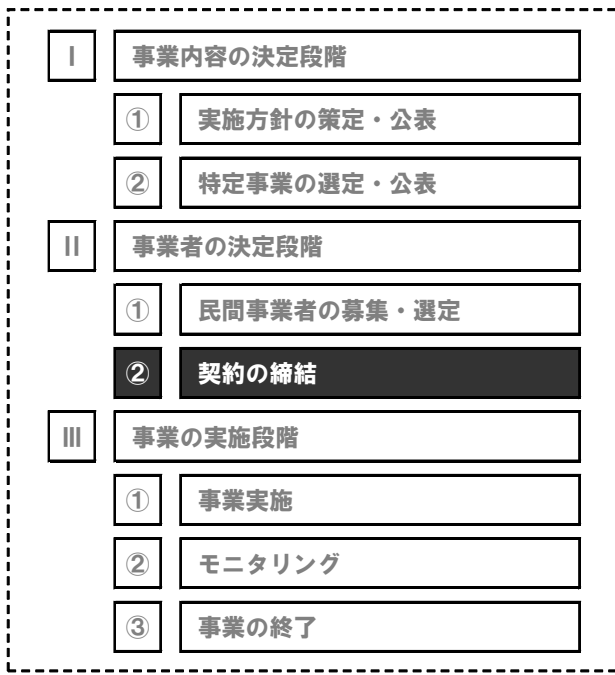 Ⅰ 事業内容の決定段階
① 実施方針の策定・公表
② 特定事業の選定・公表
Ⅱ 事業者の決定段階
① 民間事業者の募集・選定
② 契約の締結
Ⅲ 事業の実施段階
① 事業実施
② モニタリング
③ 事業の終了